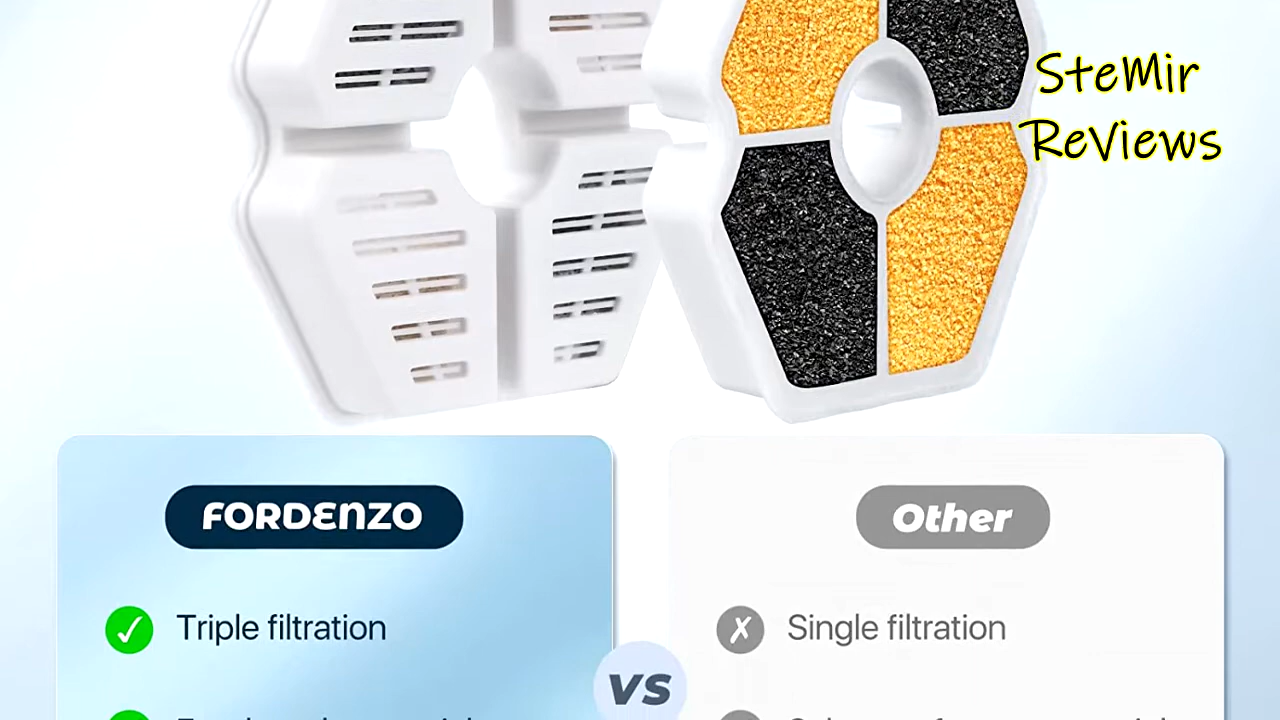 SteMir
Reviews
FORDENZO
Other
Triple filtration
Single filtration
VS